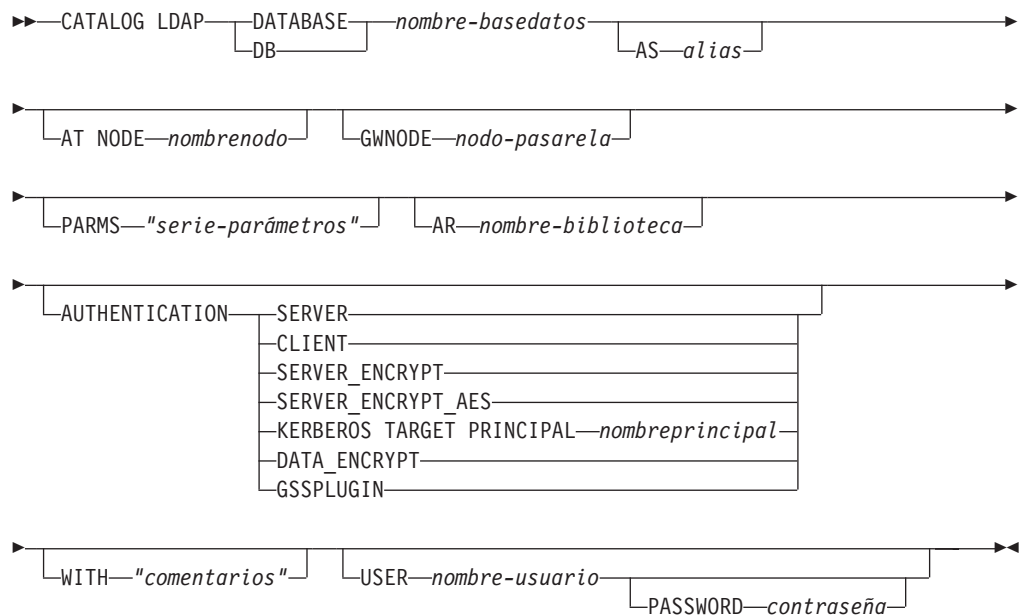 CATALOG LDAP DATABASE nombre-basedatos
DB AS alias
AT NODE nombrenodo GWNODE nodo-pasarela
PARMS "serie-parámetros" AR nombre-biblioteca
AUTHENTICATION SERVER
CLIENT
SERVER_ENCRYPT
SERVER_ENCRYPT_AES
KERBEROS TARGET PRINCIPAL nombreprincipal
DATA_ENCRYPT
GSSPLUGIN
WITH "comentarios" USER nombre-usuario
PASSWORD contraseña